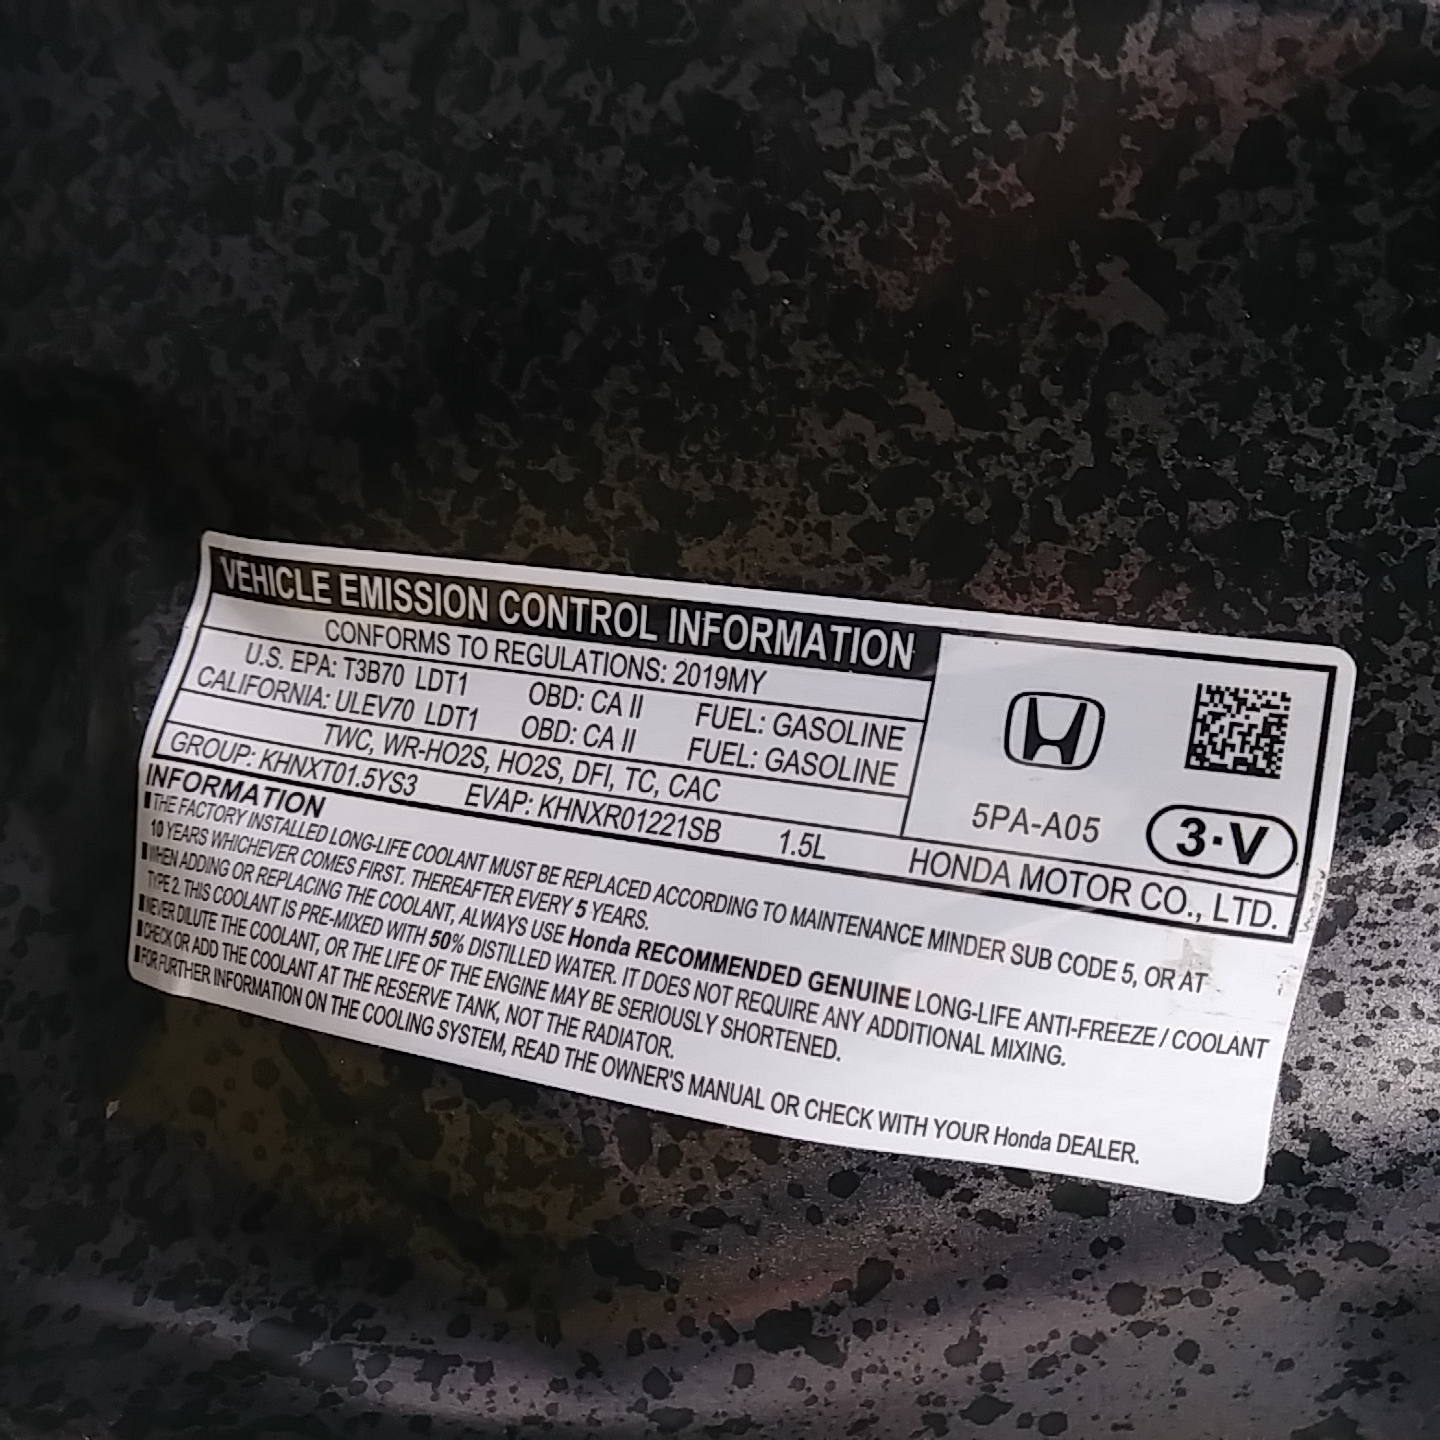 VEHICLE EMISSION CONTROL INFORMATION
CONFORMS TO REGULATIONS: 2019MY
U.S. EPA: T3B70 LDT1 OBD: CA II FUEL: GASOLINE
CALIFORNIA: ULEV70 LDT1 OBD: CA II FUEL: GASOLINE
TWC, WR-HO2S, HO2S, DFI, TC, CAC
5PA-A05
3·V
GROUP: KHNXT01.5YS3 EVAP: KHNXR01221SB 1.5L HONDA MOTOR CO., LTD.
INFORMATION
THE FACTORY INSTALLED LONG-LIFE COOLANT MUST BE REPLACED ACCORDING TO MAINTENANCE MINDER SUB CODE 5, OR AT
10 YEARS WHICHEVER COMES FIRST. THEREAFTER EVERY 5 YEARS.
WHEN ADDING OR REPLACING THE COOLANT, ALWAYS USE Honda RECOMMENDED GENUINE LONG-LIFE ANTI-FREEZE / COOLANT
TYPE 2. THIS COOLANT IS PRE-MIXED WITH 50% DISTILLED WATER. IT DOES NOT REQUIRE ANY ADDITIONAL MIXING.
NEVER DILUTE THE COOLANT, OR THE LIFE OF THE ENGINE MAY BE SERIOUSLY SHORTENED.
CHECK OR ADD THE COOLANT AT THE RESERVE TANK, NOT THE RADIATOR.
FOR FURTHER INFORMATION ON THE COOLING SYSTEM, READ THE OWNER'S MANUAL OR CHECK WITH YOUR Honda DEALER.